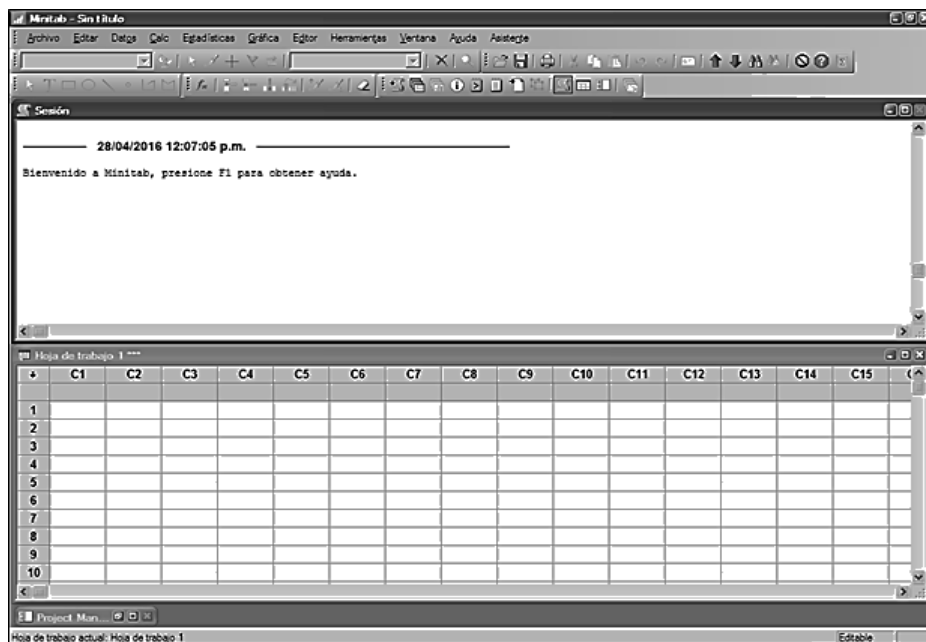 Minitab - Sin título
Archivo Editar Datos Calc Estadísticas Gráfica Editor Herramientas Ventana Ayuda Asistente
Sesión
28/04/2016 12:07:05 p.m.
Bienvenido a Minitab, presione F1 para obtener ayuda.
Hoja de trabajo 1 ***
C1 C2 C3 C4 C5 C6 C7 C8 C9 C10 C11 C12 C13 C14 C15
1
2
3
4
5
6
7
8
9
10
Project Man...
Hoja de trabajo actual: Hoja de trabajo 1 Editable